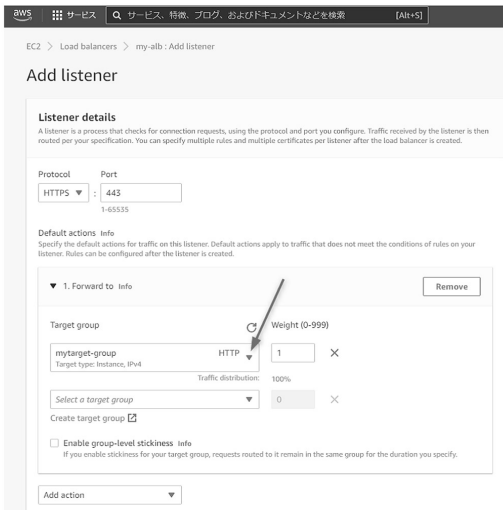 aws サービス サービス、特徴、ブログ、およびドキュメントなどを検索 [Alt+S]
EC2 > Load balancers > my-alb : Add listener
Add listener
Listener details
A listener is a process that checks for connection requests, using the protocol and port you configure. Traffic received by the listener is then
routed per your specification. You can specify multiple rules and multiple certificates per listener after the load balancer is created.
Protocol Port
HTTPS : 443
1-65535
Default actions Info
Specify the default actions for traffic on this listener. Default actions apply to traffic that does not meet the conditions of rules on your
listener. Rules can be configured after the listener is created.
1. Forward to Info Remove
Target group Weight (0-999)
mytarget-group HTTP 1
Target type: Instance, IPv4
Traffic distribution: 100%
Select a target group 0
Create target group
Enable group-level stickiness Info
If you enable stickiness for your target group, requests routed to it remain in the same group for the duration you specify.
Add action